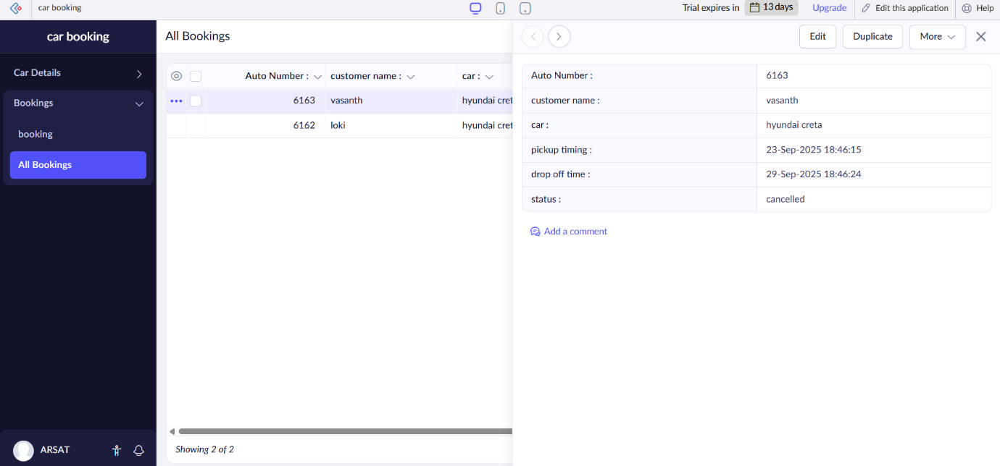 car booking
Trial expires in 13 days Upgrade Edit this application Help
car booking
Car Details
Bookings
booking
All Bookings
ARSAT
All Bookings
Auto Number : customer name : car :
6163 vasanth hyundai cret
6162 loki hyundai cret
Showing 2 of 2
Edit Duplicate More
Auto Number : 6163
customer name : vasanth
car : hyundai creta
pickup timing : 23-Sep-2025 18:46:15
drop off time : 29-Sep-2025 18:46:24
status : cancelled
Add a comment